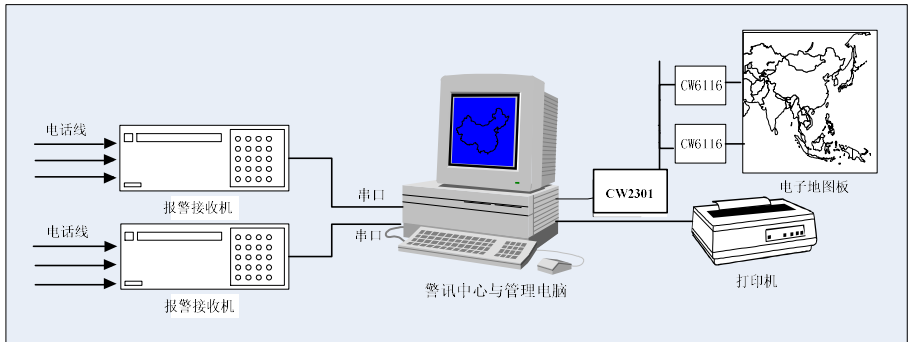 电话线
报警接收机
电话线
报警接收机
串口
串口
警讯中心与管理电脑
CW2301
CW6116
CW6116
电子地图板
打印机